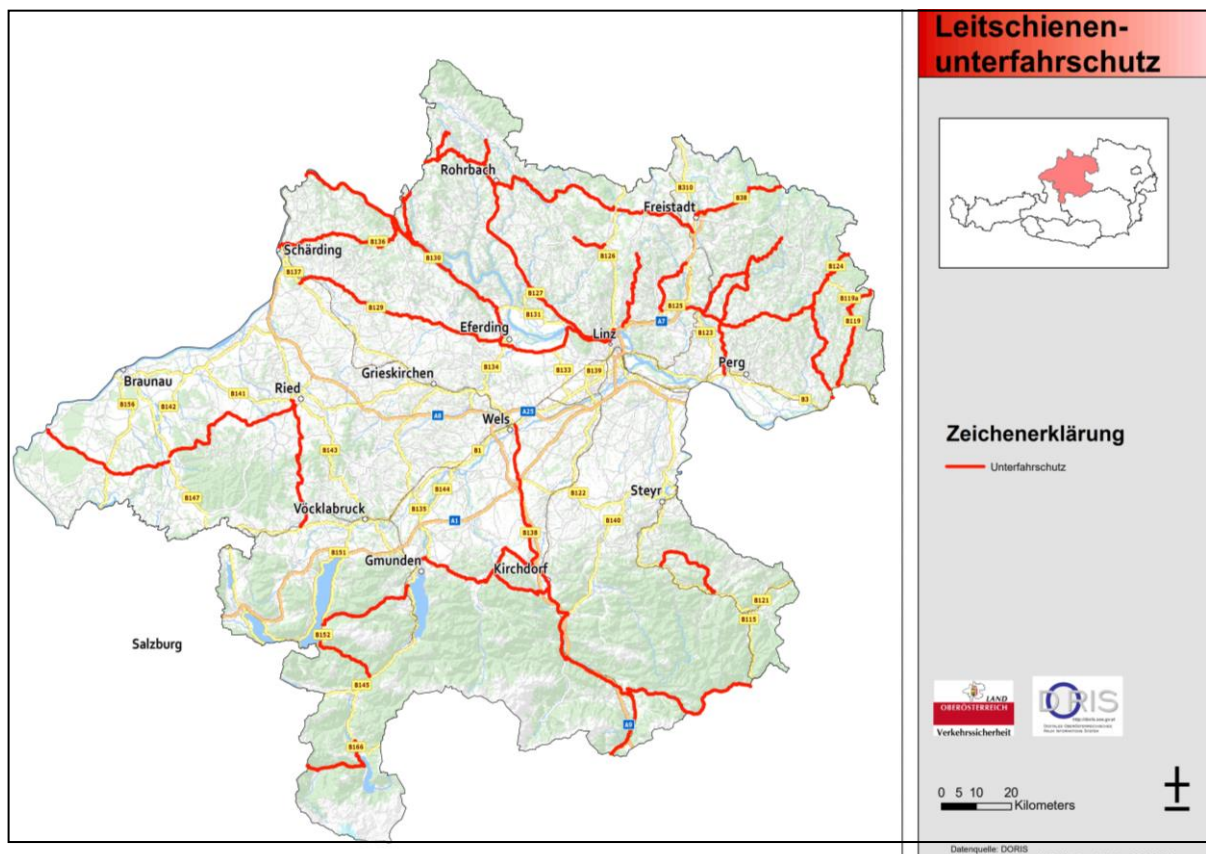 Leitschienen-
unterfahrschutz
Rohrbach
B310
B38
Freistadt
Schärding
B136
B130
B126
B124
B137
B127
B125
B119a
B129
B131
B119
Eferding
Linz
A7
B123
B134
B133
B139
Perg
Braunau
Grieskirchen
Ried
B156
B142
B141
B3
A8
A25
Wels
B143
B1
B144
B122
Steyr
B147
Vöcklabruck
B135
A1
B138
B140
B151
Gmunden
Kirchdorf
B121
B115
B152
Salzburg
B145
A9
B166
Zeichenerklärung
Unterfahrschutz
LAND
OBERÖSTERREICH
Verkehrssicherheit
DORIS
0 5 10 20
Kilometers
Datenquelle: DORIS